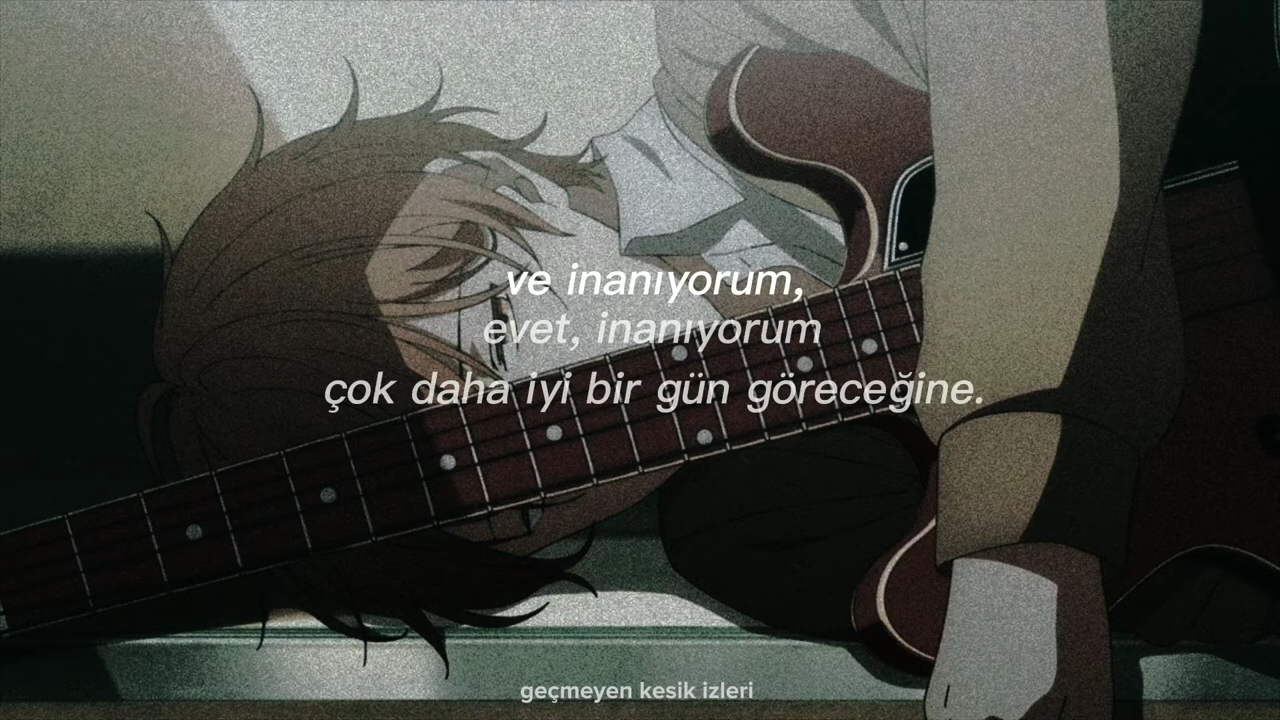 ve inanıyorum,
evet, inanıyorum
çok daha iyi bir gün göreceğine.
geçmeyen kesik izleri